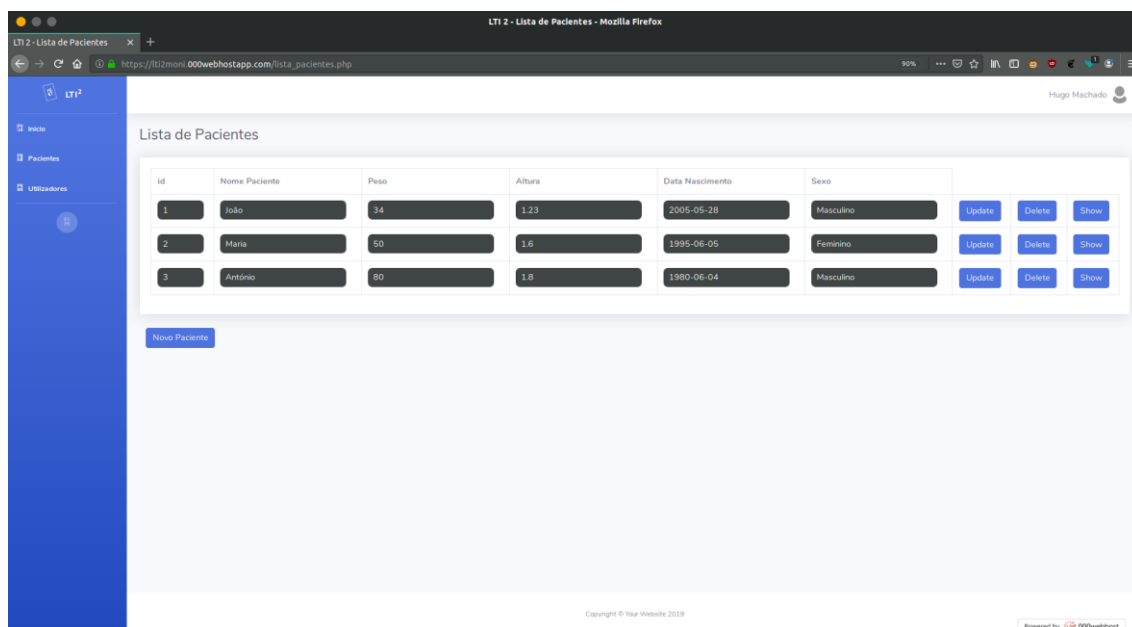 LTI 2 - Lista de Pacientes - Mozilla Firefox
LTI 2 - Lista de Pacientes × +
https://lti2moni.000webhostapp.com/lista_pacientes.php 90%
LTI²
Hugo Machado
Início
Pacientes
Utilizadores
Lista de Pacientes
id Nome Paciente Peso Altura Data Nascimento Sexo
1 João 34 1.23 2005-05-28 Masculino Update Delete Show
2 Maria 50 1.6 1995-06-05 Feminino Update Delete Show
3 António 80 1.8 1980-06-04 Masculino Update Delete Show
Novo Paciente
Copyright © Your Website 2019
Powered by 000webhost